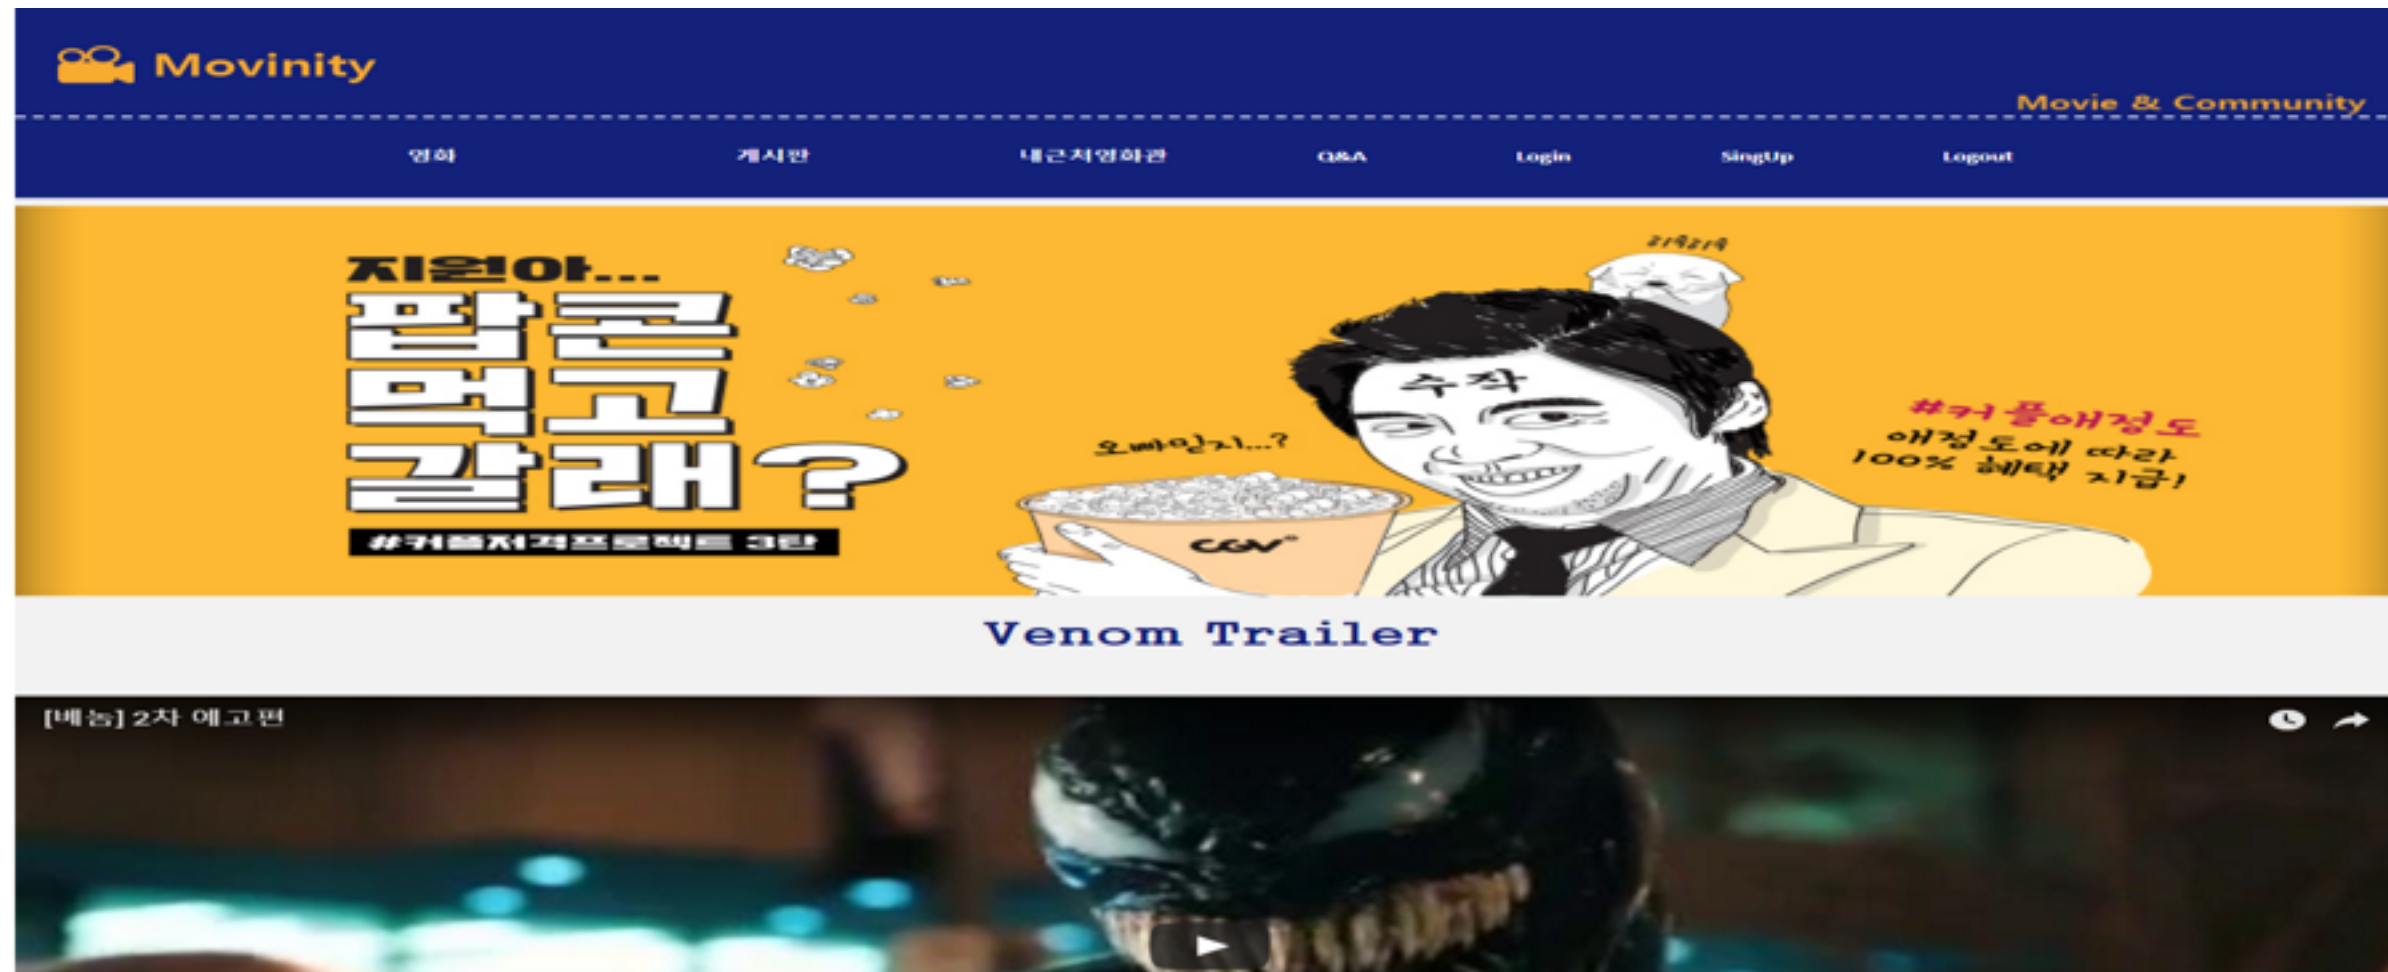 Movinity
Movie & Community
영화 게시판 내근처영화관 Q&A Login SingUp Logout
지원아...
팝콘
먹고
갈래?
#커플저격프로젝트 3탄
수작
오빠믿지...?
CGV
#커플애정도
애정도에 따라
100% 혜택 지급!
Venom Trailer
[베놈] 2차 예고편